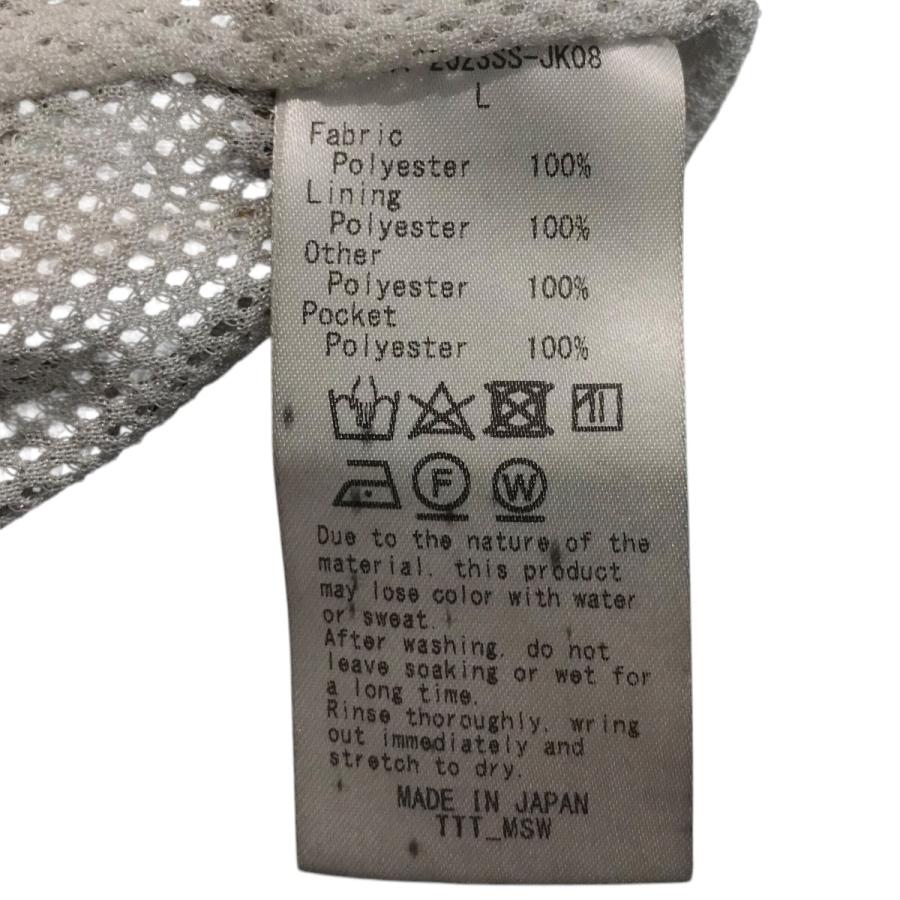 2023SS-JK08
L
Fabric
Polyester 100%
Lining
Polyester 100%
Other
Polyester 100%
Pocket
Polyester 100%
F W
Due to the nature of the
material. this product
may lose color with water
or sweat.
After washing. do not
leave soaking or wet for
a long time.
Rinse thoroughly. wring
out immediately and
stretch to dry.
MADE IN JAPAN
TTT_MSW